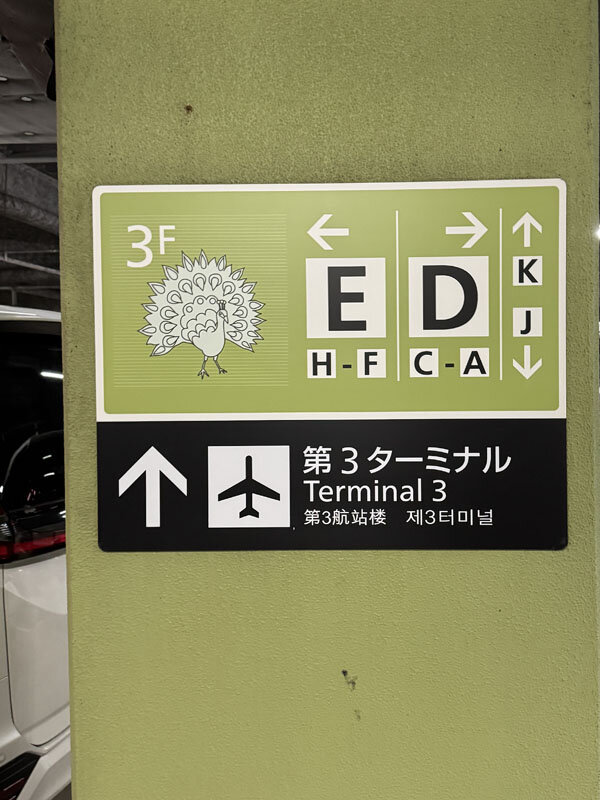 3F
← →
E D
H-F C-A
↑
K
J
↓
第3ターミナル
Terminal 3
第3航站楼 제3터미널